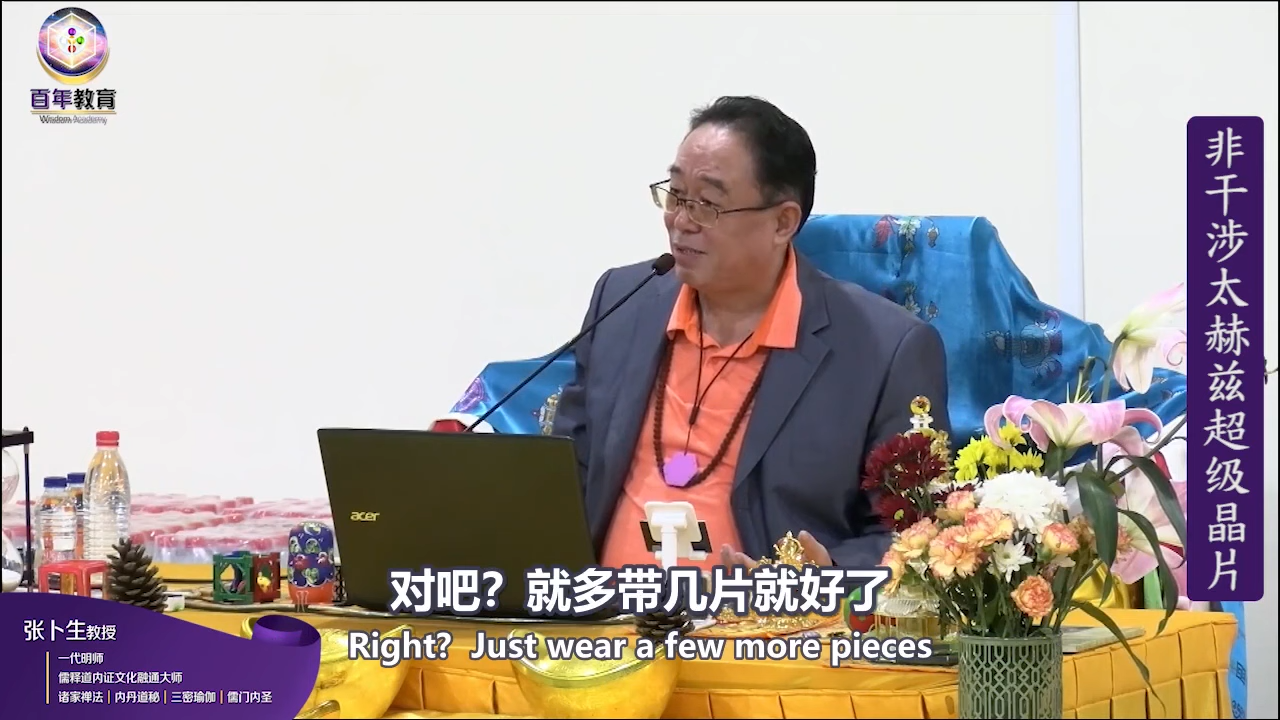 百年教育
Wisdom Academy
非干涉太赫兹超级晶片
acer
对吧？就多带几片就好了
Right? Just wear a few more pieces
张卜生教授
一代明师
儒释道内证文化融通大师
诸家禅法 | 内丹道秘 | 三密瑜伽 | 儒门内圣